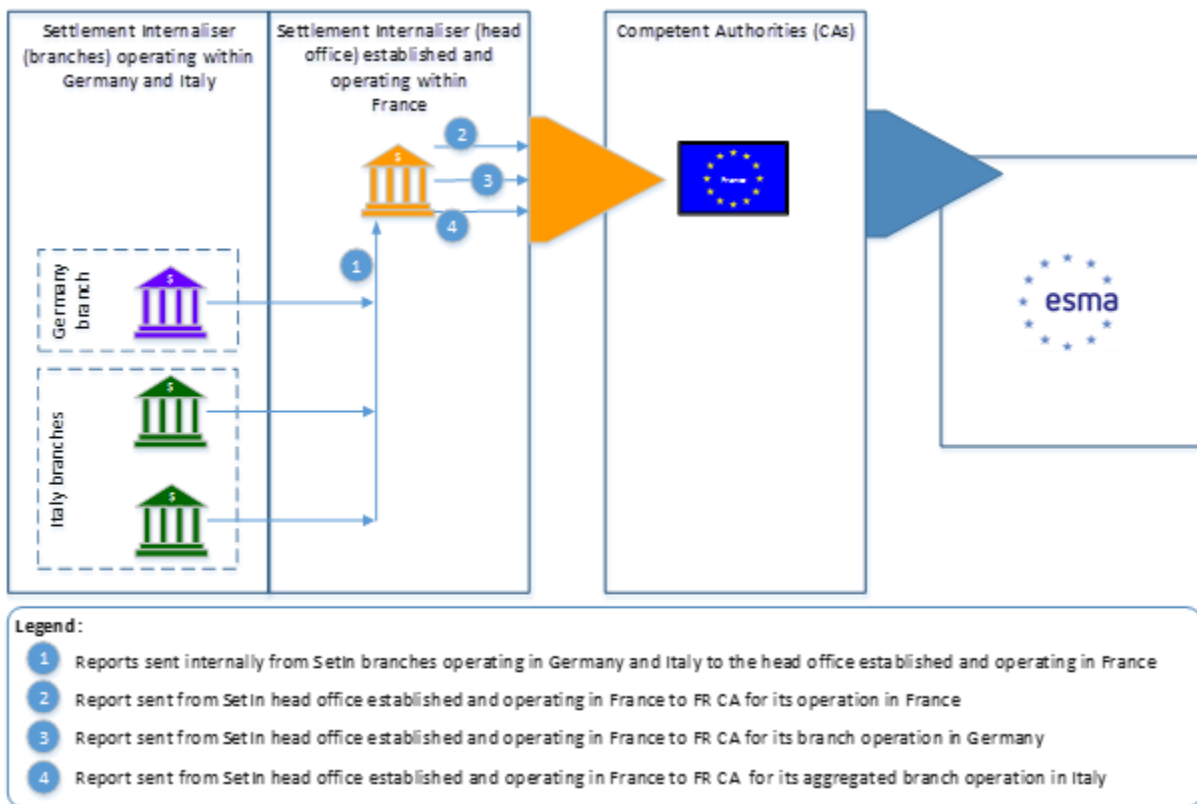 Settlement Internaliser
(branches) operating within
Germany and Italy
Settlement Internaliser (head
office) established and
operating within
France
Competent Authorities (CAs)
2
$
3
France
4
1
Germany
branch
$
esma
Italy branches
$
$
Legend:
1 Reports sent internally from SetIn branches operating in Germany and Italy to the head office established and operating in France
2 Report sent from SetIn head office established and operating in France to FR CA for its operation in France
3 Report sent from SetIn head office established and operating in France to FR CA for its branch operation in Germany
4 Report sent from SetIn head office established and operating in France to FR CA for its aggregated branch operation in Italy